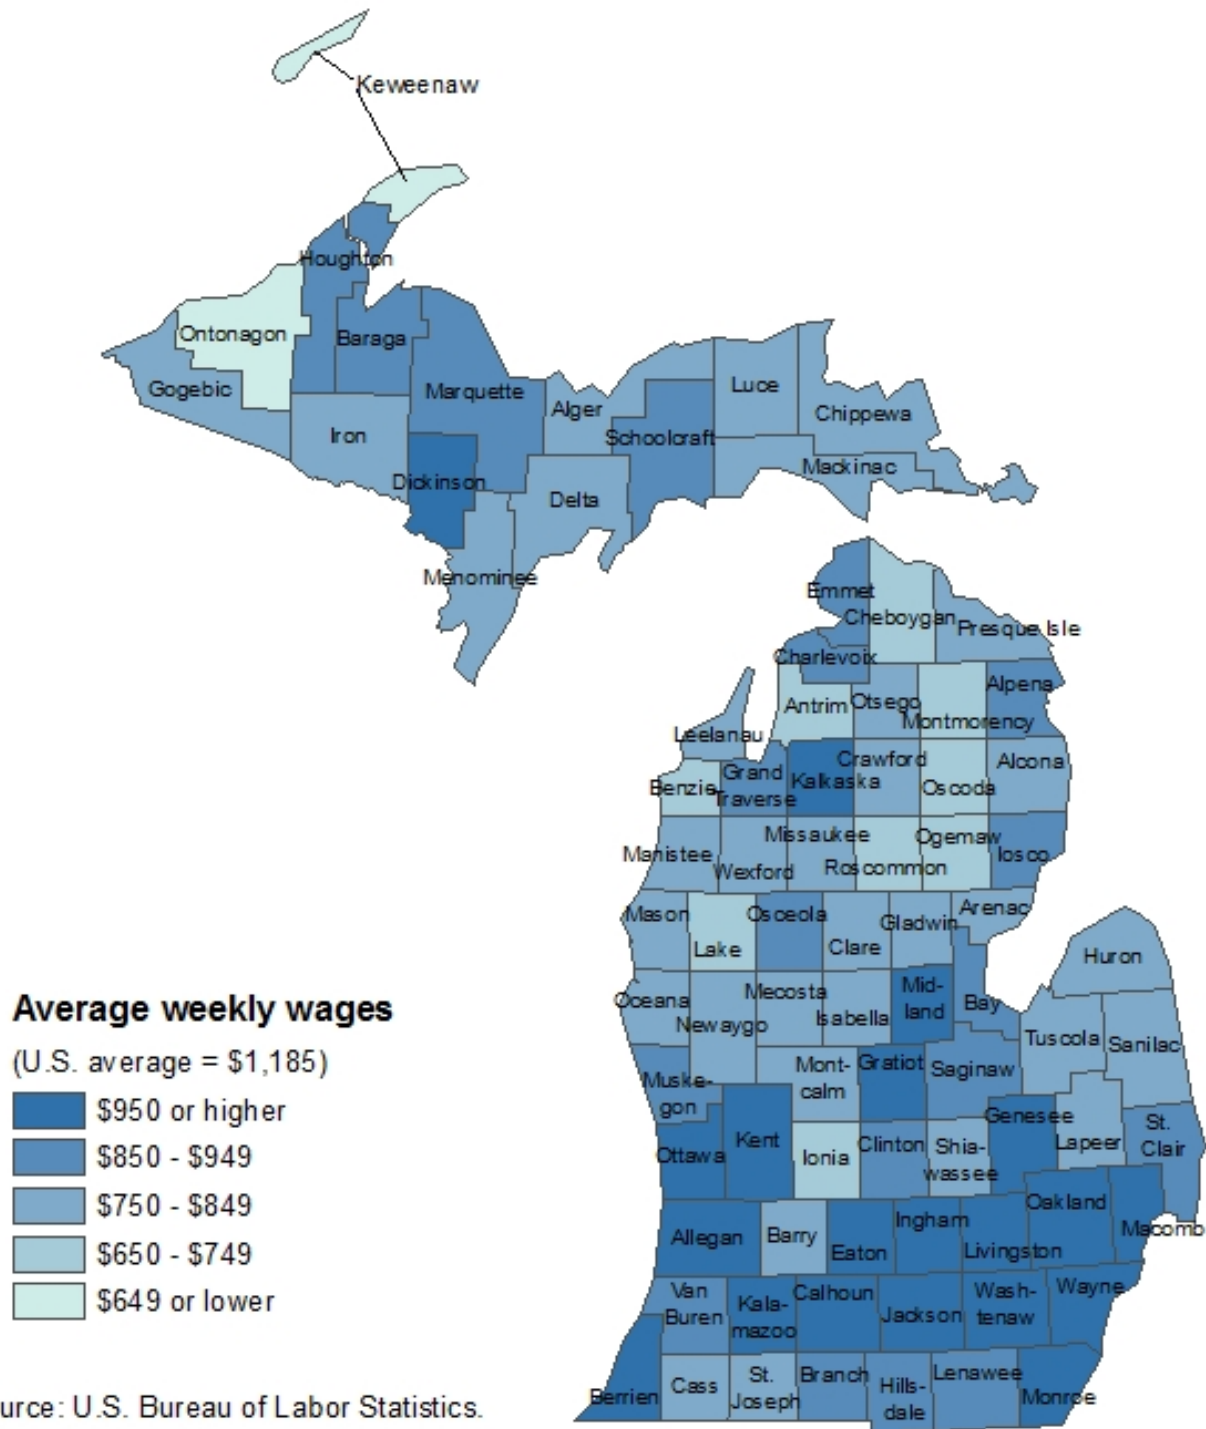 Keweenaw
Houghton
Ontonagon
Baraga
Gogebic
Marquette
Luce
Alger
Chippewa
Iron
Schoolcraft
Mackinac
Dickinson
Delta
Menominee
Emmet
Cheboygan
Presque Isle
Charlevoix
Alpena
Antrim
Otsego
Montmorency
Leelanau
Crawford
Alcona
Grand
Traverse
Kalkaska
Benzie
Oscoda
Missaukee
Ogemaw
Manistee
Iosco
Wexford
Roscommon
Mason
Osceola
Arenac
Gladwin
Lake
Clare
Huron
Oceana
Mecosta
Mid-
land
Bay
Newaygo
Isabella
Tuscola
Sanilac
Mont-
calm
Gratiot
Saginaw
Muske-
gon
Genesee
St.
Clair
Lapeer
Ottawa
Kent
Ionia
Clinton
Shia-
wassee
Oakland
Allegan
Barry
Eaton
Ingham
Livingston
Macomb
Van
Buren
Kala-
mazoo
Calhoun
Jackson
Wash-
tenaw
Wayne
Berrien
Cass
St.
Joseph
Branch
Hills-
dale
Lenawee
Monroe
Average weekly wages
(U.S. average = $1,185)
$950 or higher
$850 - $949
$750 - $849
$650 - $749
$649 or lower
urce: U.S. Bureau of Labor Statistics.